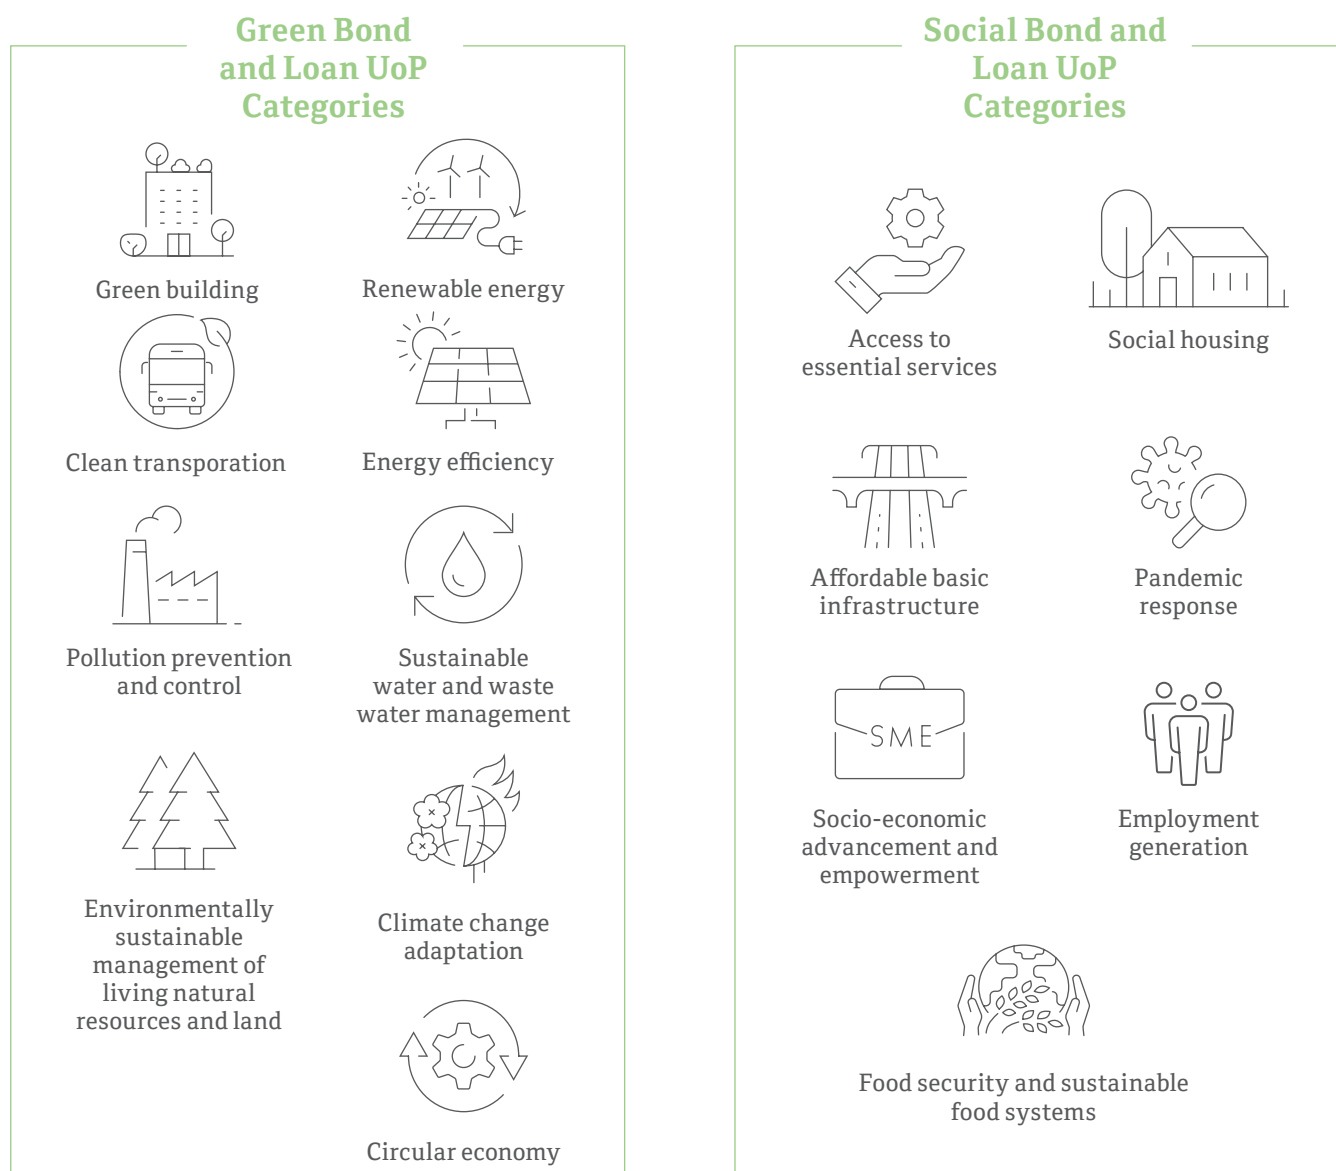 Green Bond
and Loan UoP
Categories
Green building
Renewable energy
Clean transporation
Energy efficiency
Pollution prevention
and control
Sustainable
water and waste
water management
Environmentally
sustainable
management of
living natural
resources and land
Climate change
adaptation
Circular economy
Social Bond and
Loan UoP
Categories
Access to
essential services
Social housing
Affordable basic
infrastructure
Pandemic
response
SME
Socio-economic
advancement and
empowerment
Employment
generation
Food security and sustainable
food systems